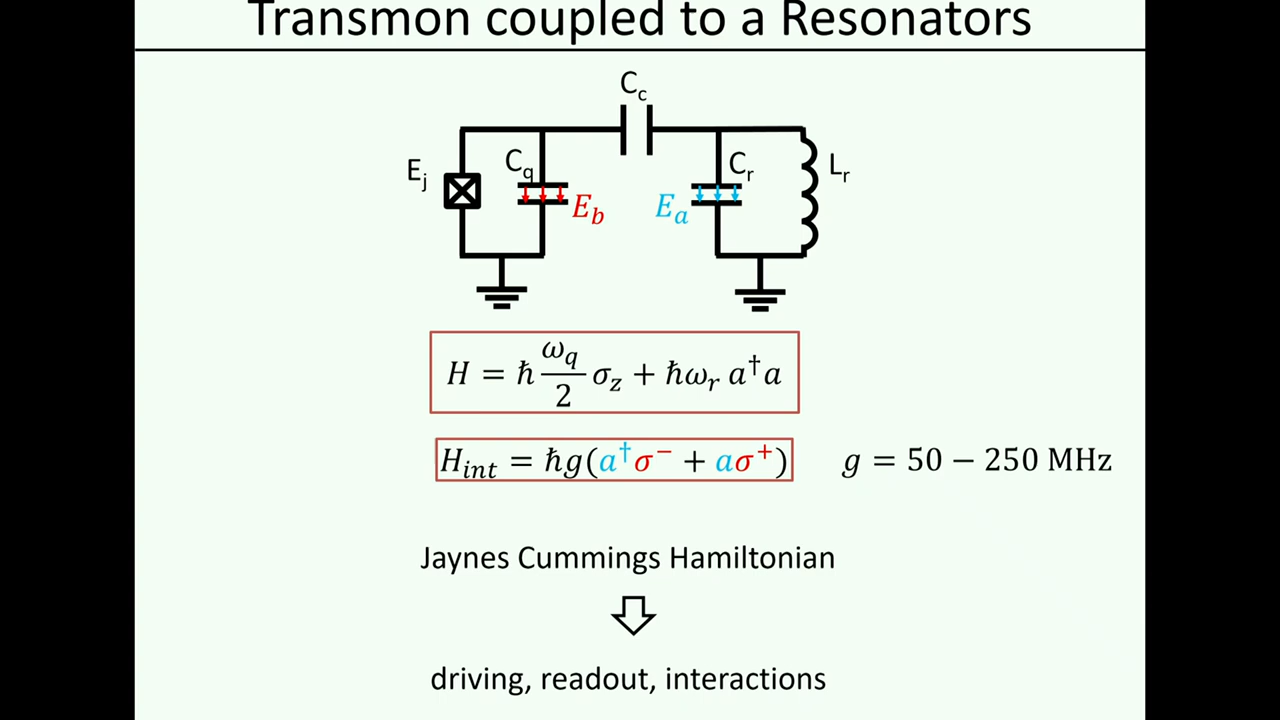 Transmon coupled to a Resonators
C_c
E_j C_q E_b E_a C_r L_r
H = ħ ω_q/2 σ_z + ħω_r a†a
H_int = ħg(a†σ⁻ + aσ⁺) g = 50 − 250 MHz
Jaynes Cummings Hamiltonian
driving, readout, interactions